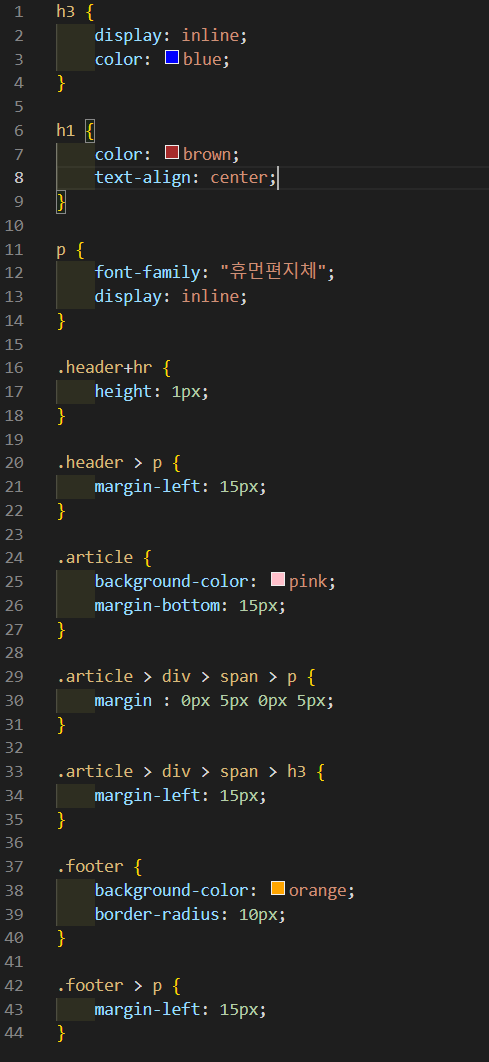 1 h3 {
2     display: inline;
3     color: blue;
4 }
5
6 h1 {
7     color: brown;
8     text-align: center;
9 }
10
11 p {
12     font-family: "휴먼편지체";
13     display: inline;
14 }
15
16 .header+hr {
17     height: 1px;
18 }
19
20 .header > p {
21     margin-left: 15px;
22 }
23
24 .article {
25     background-color: pink;
26     margin-bottom: 15px;
27 }
28
29 .article > div > span > p {
30     margin : 0px 5px 0px 5px;
31 }
32
33 .article > div > span > h3 {
34     margin-left: 15px;
35 }
36
37 .footer {
38     background-color: orange;
39     border-radius: 10px;
40 }
41
42 .footer > p {
43     margin-left: 15px;
44 }